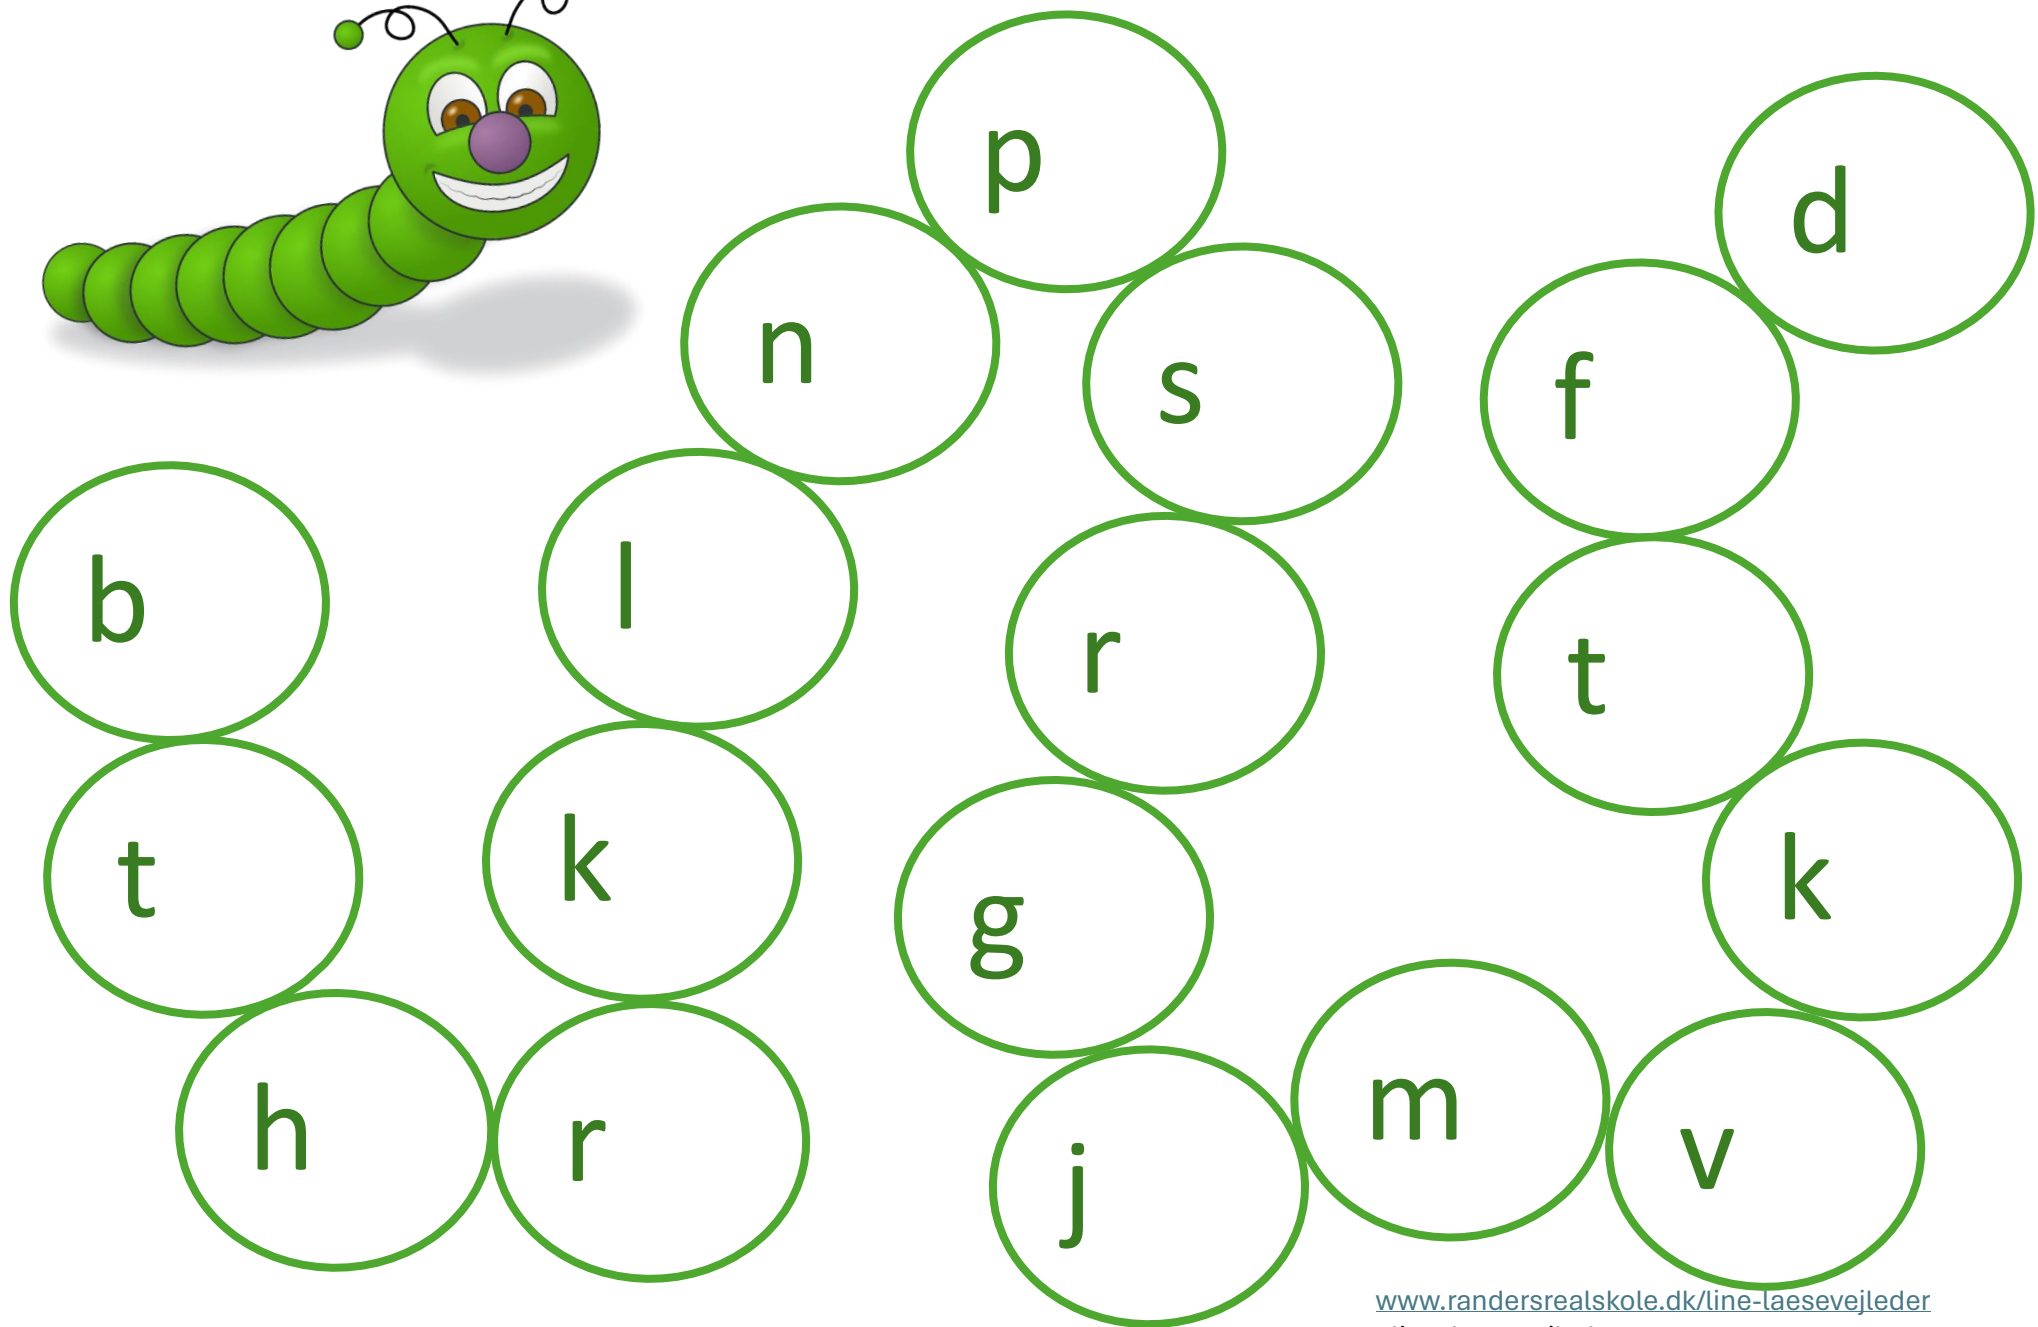 b
t
h
r
k
l
n
p
s
r
g
j
m
v
k
t
f
d
www.randersrealskole.dk/line-laesevejleder